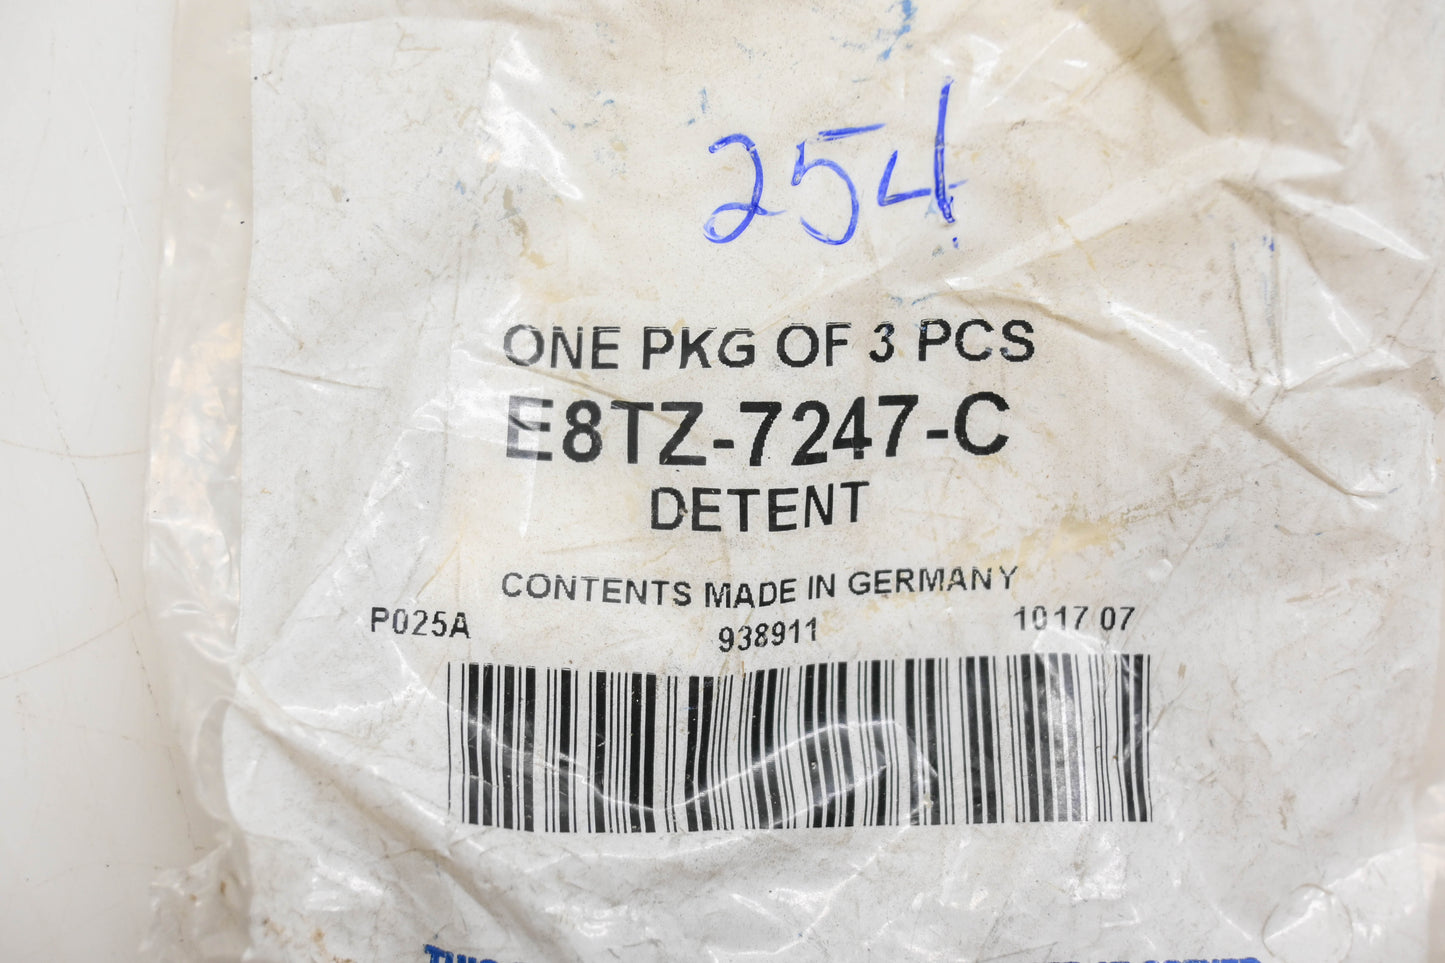 254
ONE PKG OF 3 PCS
E8TZ-7247-C
DETENT
CONTENTS MADE IN GERMANY
P025A 938911 1017 07